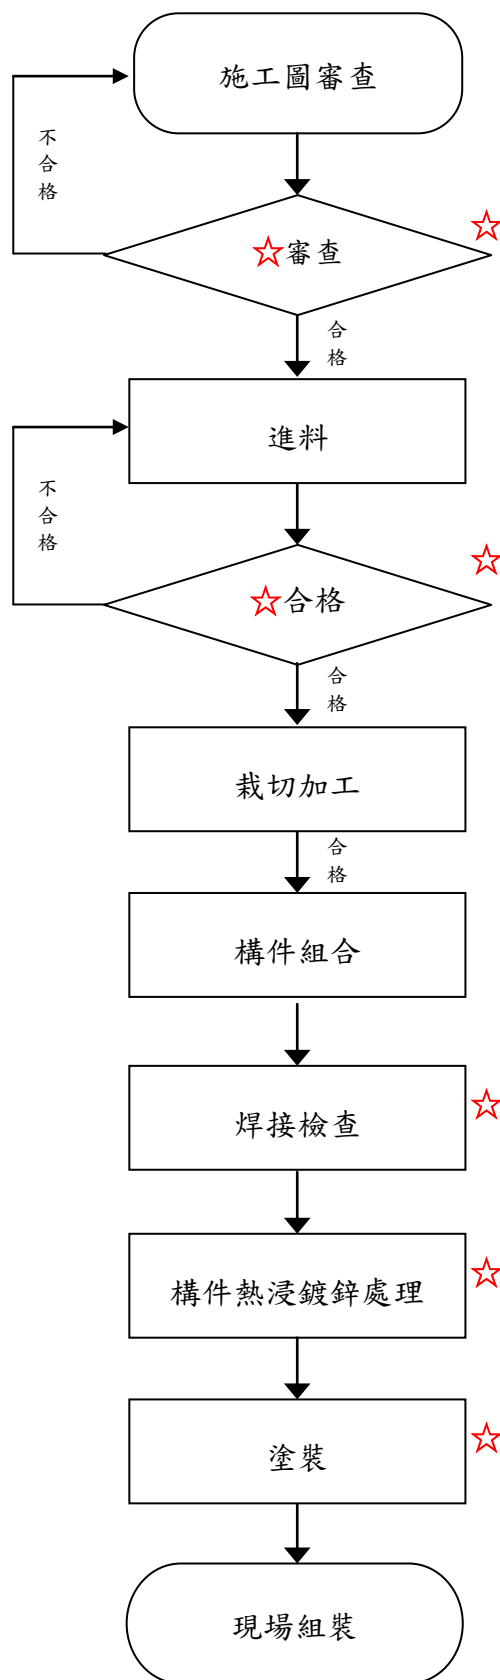 施工圖審查
不合格
☆審查
合格
進料
不合格
☆合格
合格
栽切加工
合格
構件組合
焊接檢查
構件熱浸鍍鋅處理
塗裝
現場組裝